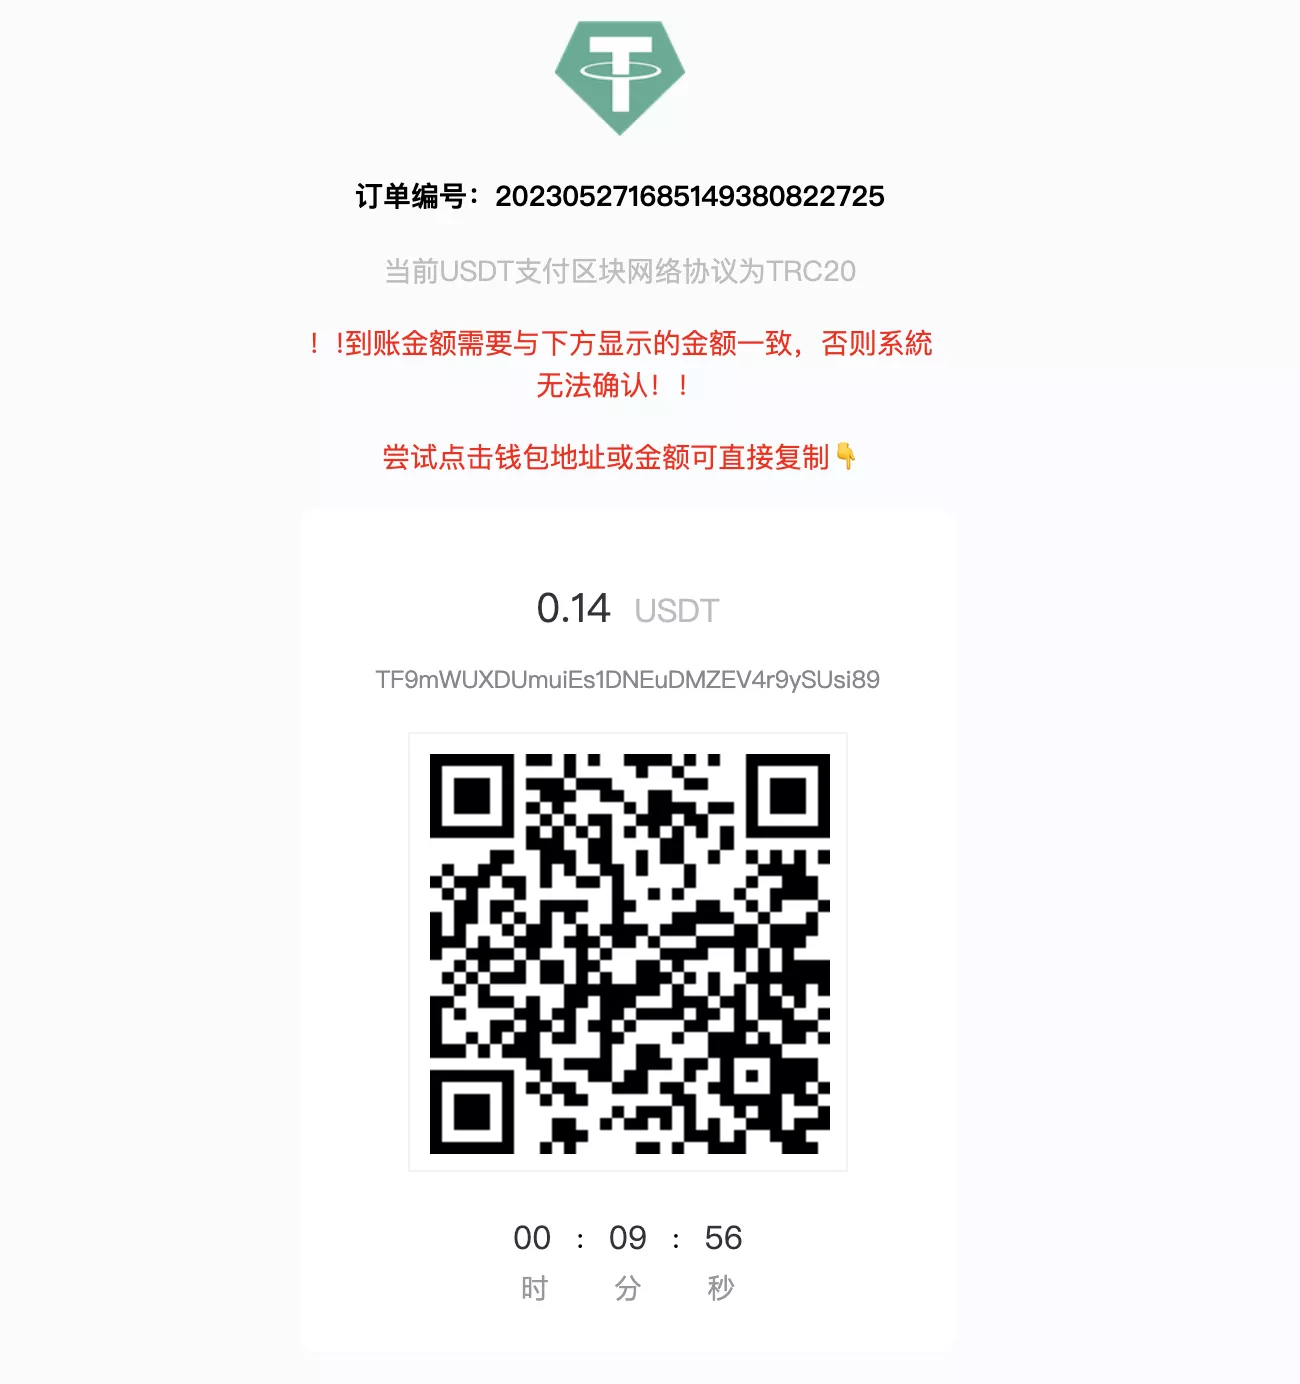 订单编号：202305271685149380822725
当前USDT支付区块网络协议为TRC20
！!到账金额需要与下方显示的金额一致，否则系統
无法确认！!
尝试点击钱包地址或金额可直接复制👇
0.14 USDT
TF9mWUXDUmuiEs1DNEuDMZEV4r9ySUsi89
00 : 09 : 56
时 分 秒